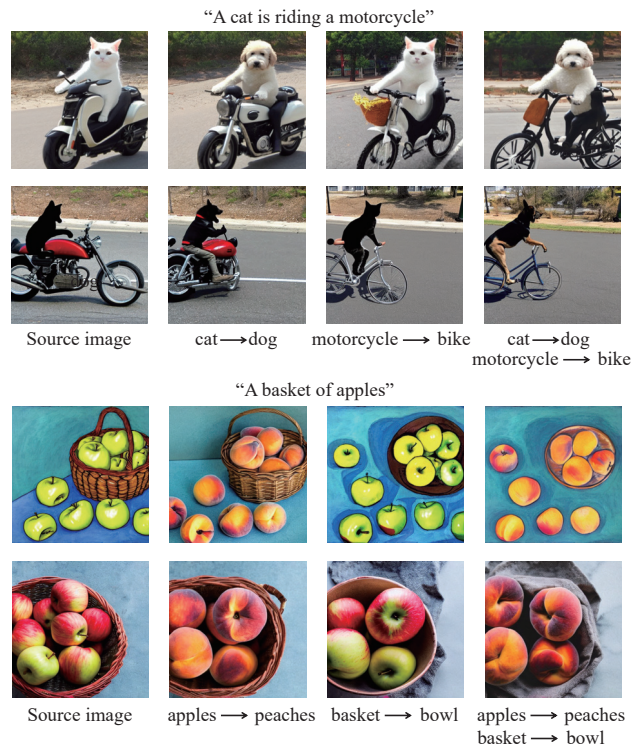 “A cat is riding a motorcycle”
dog
Source image
cat → dog
motorcycle → bike
cat → dog
motorcycle → bike
“A basket of apples”
Source image
apples → peaches
basket → bowl
apples → peaches
basket → bowl